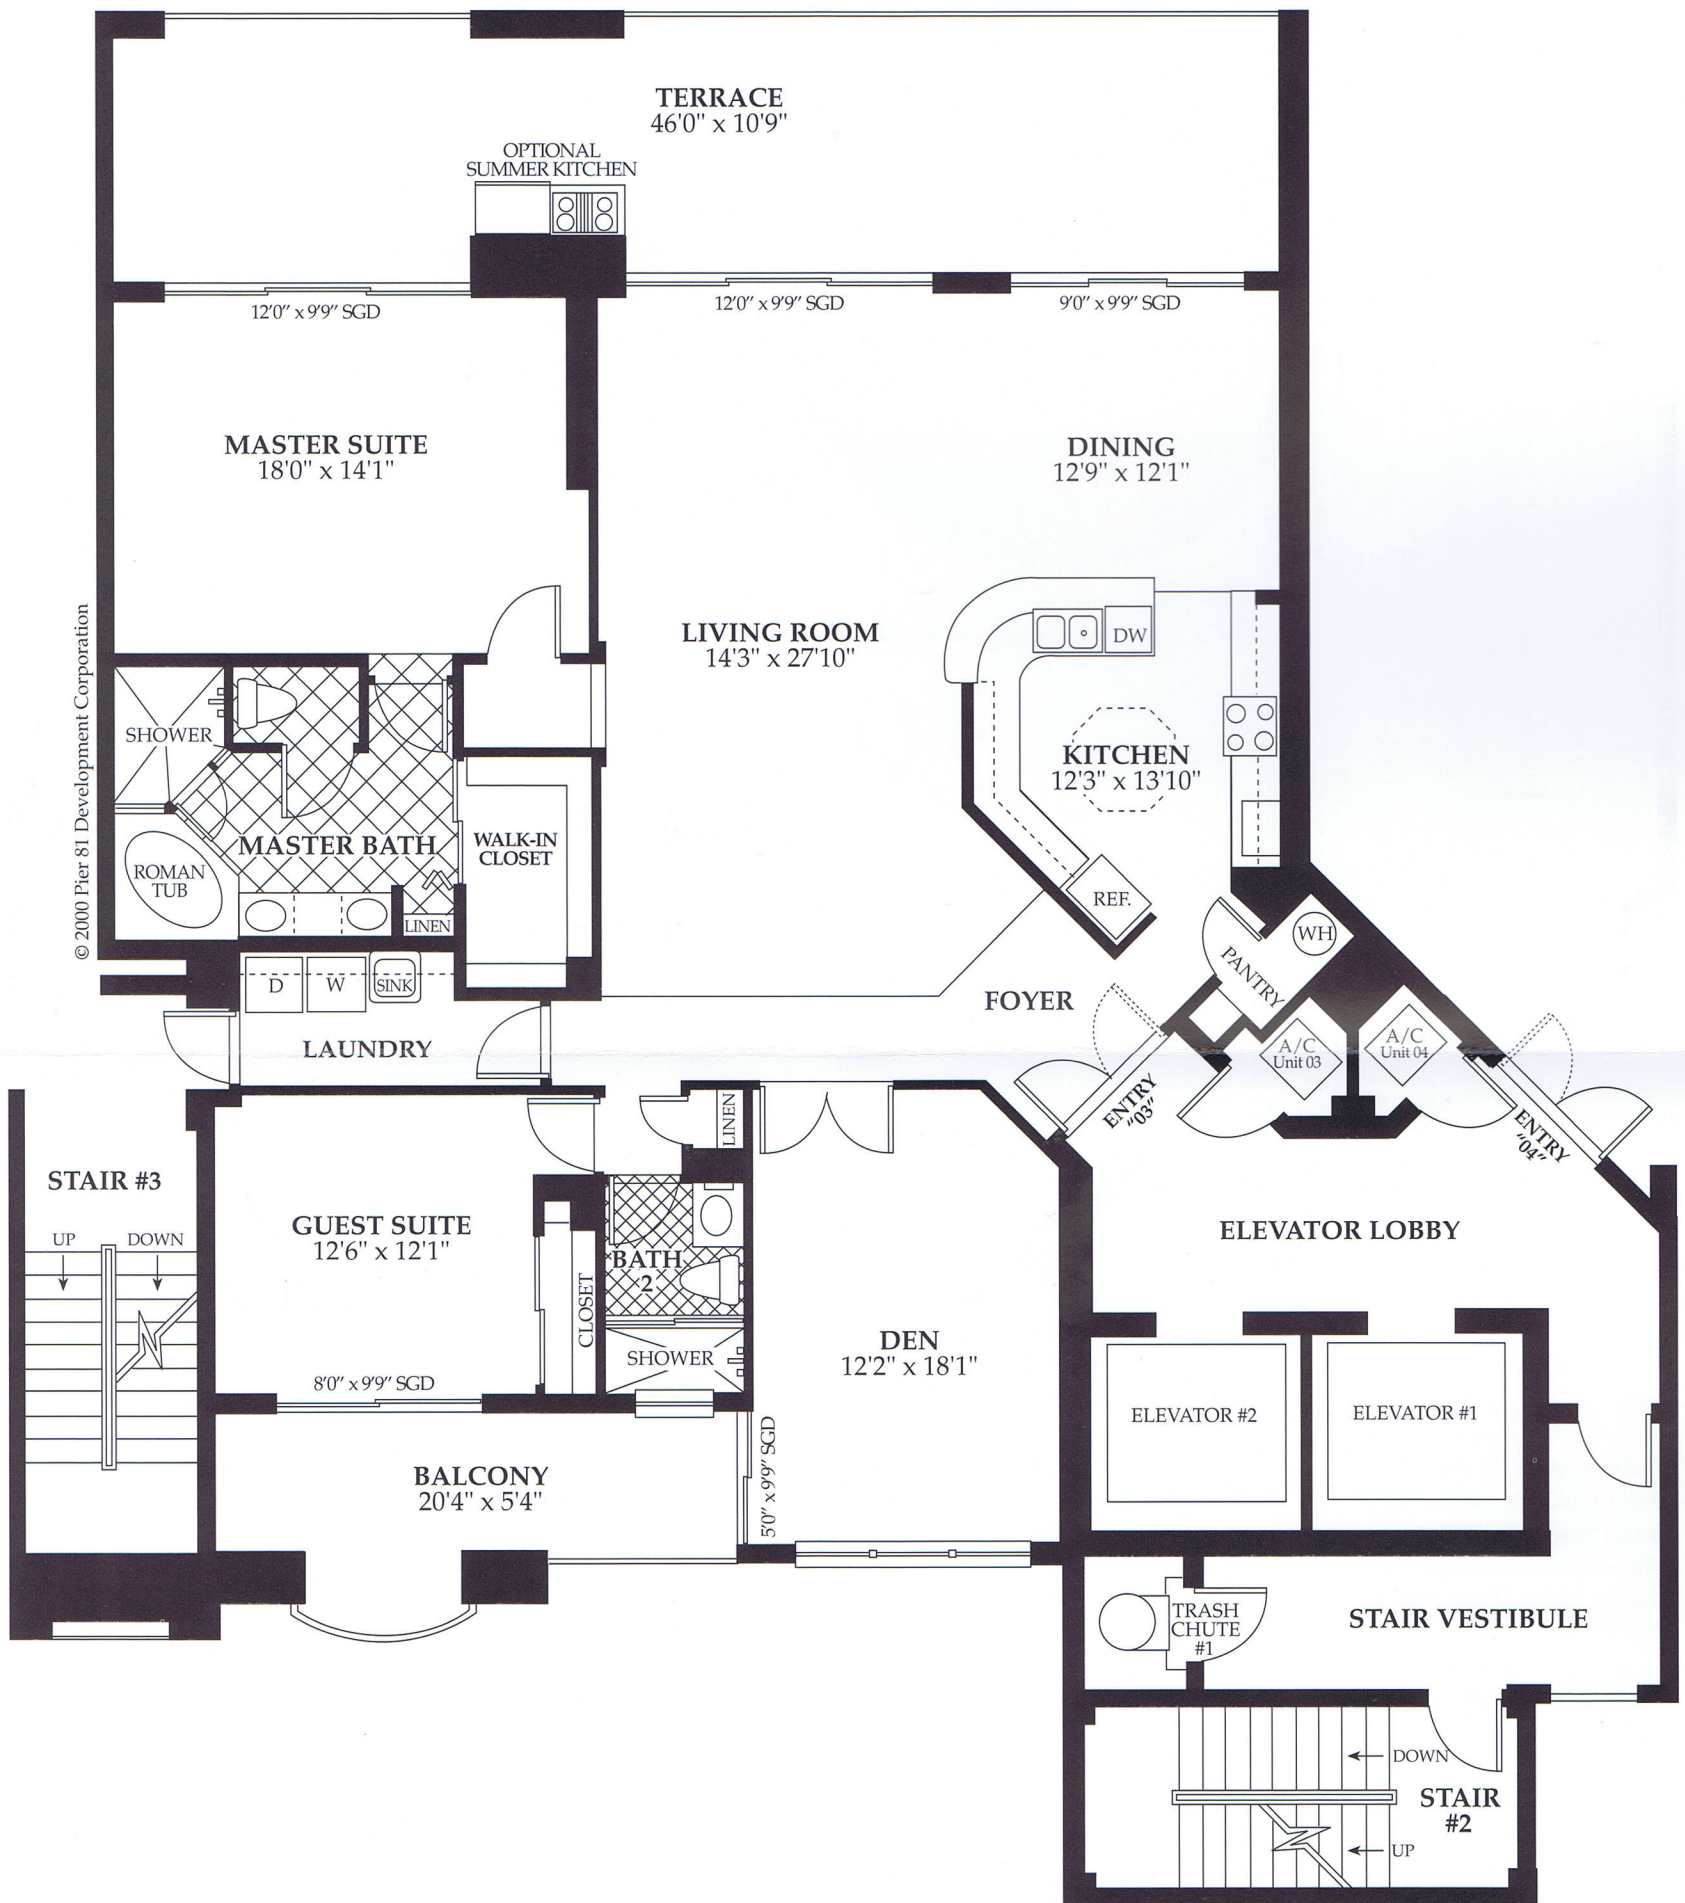 TERRACE
46'0" x 10'9"
OPTIONAL
SUMMER KITCHEN
12'0" x 9'9" SGD
12'0" x 9'9" SGD
9'0" x 9'9" SGD
MASTER SUITE
18'0" x 14'1"
DINING
12'9" x 12'1"
LIVING ROOM
14'3" x 27'10"
DW
KITCHEN
12'3" x 13'10"
REF.
© 2000 Pier 81 Development Corporation
SHOWER
MASTER BATH
ROMAN
TUB
WALK-IN
CLOSET
LINEN
D
W
SINK
LAUNDRY
FOYER
WH
PANTRY
A/C
Unit 03
A/C
Unit 04
ENTRY
"03"
ENTRY
"04"
LINEN
STAIR #3
UP
DOWN
GUEST SUITE
12'6" x 12'1"
CLOSET
BATH
2
SHOWER
8'0" x 9'9" SGD
DEN
12'2" x 18'1"
5'0" x 9'9" SGD
BALCONY
20'4" x 5'4"
ELEVATOR LOBBY
ELEVATOR #2
ELEVATOR #1
TRASH
CHUTE
#1
STAIR VESTIBULE
DOWN
STAIR
#2
UP